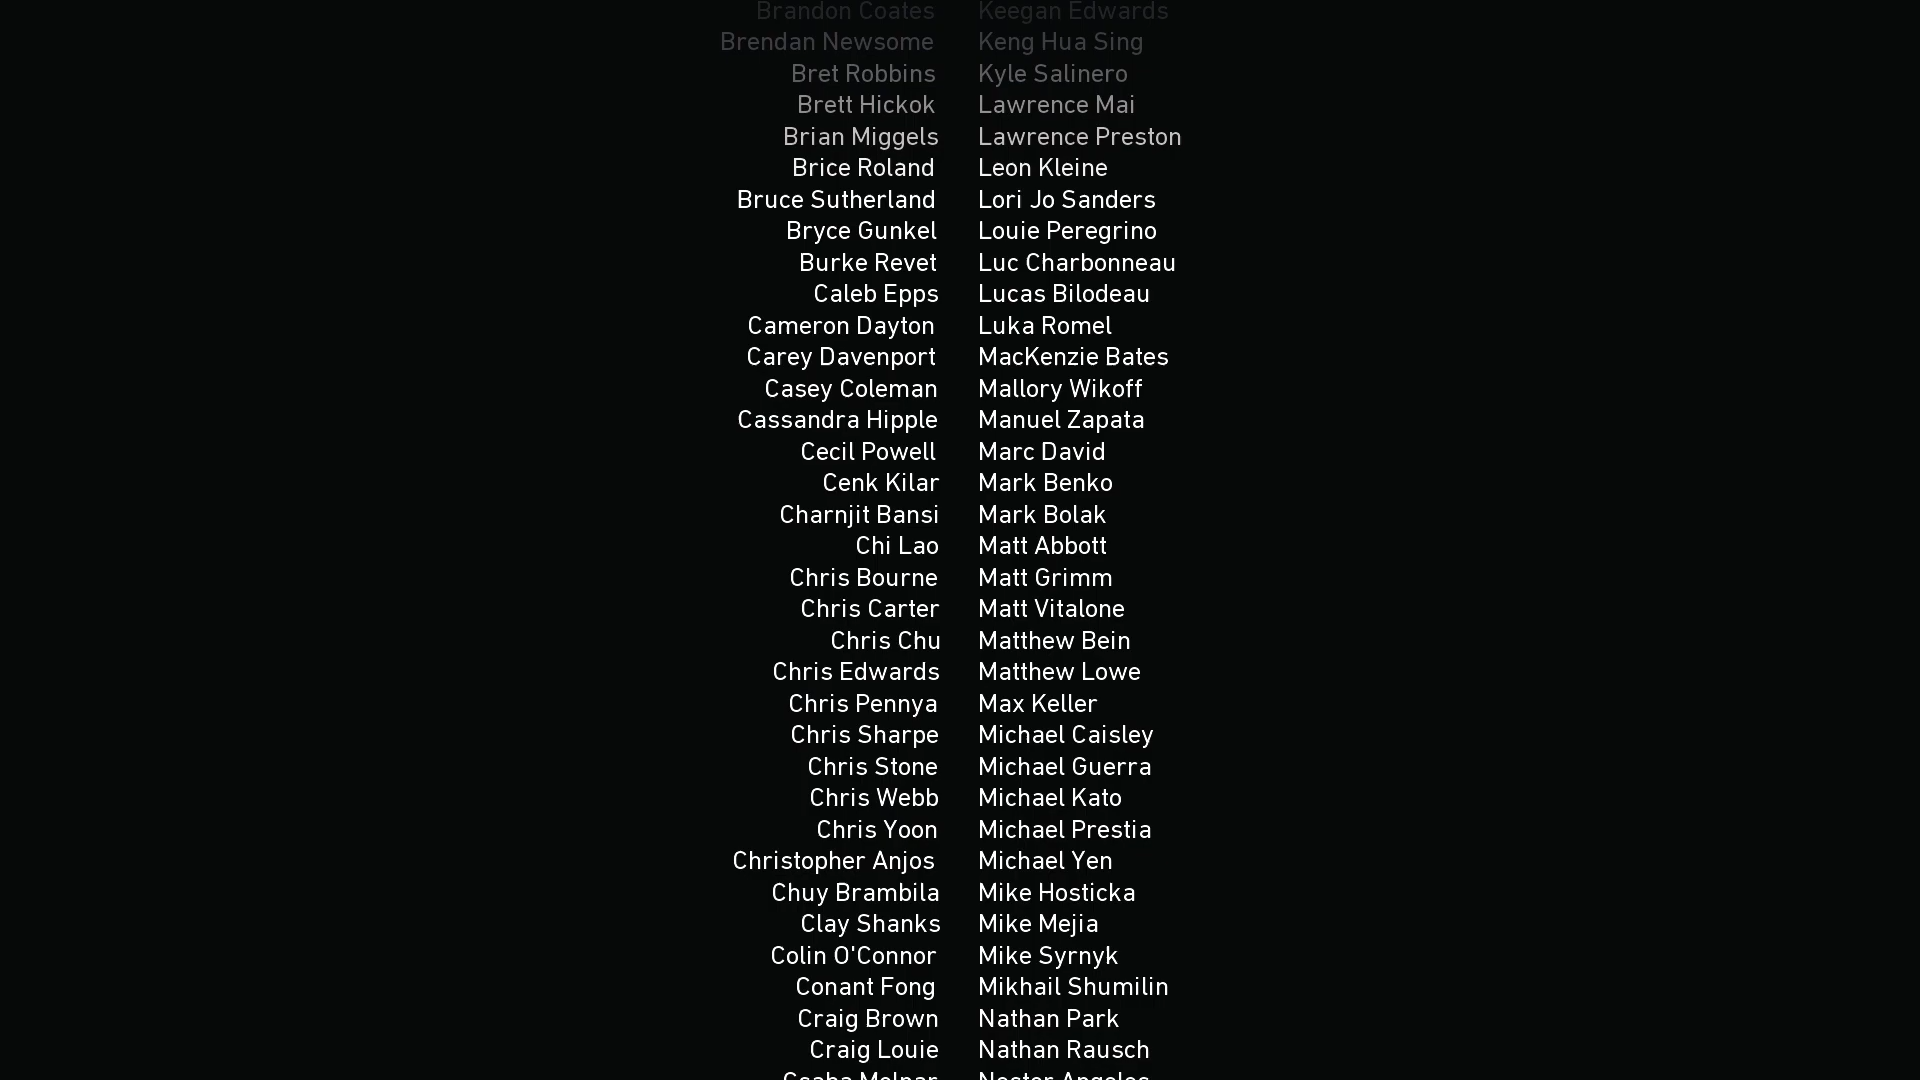 Brandon Coates Keegan Edwards
Brendan Newsome Keng Hua Sing
Bret Robbins Kyle Salinero
Brett Hickok Lawrence Mai
Brian Miggels Lawrence Preston
Brice Roland Leon Kleine
Bruce Sutherland Lori Jo Sanders
Bryce Gunkel Louie Peregrino
Burke Revet Luc Charbonneau
Caleb Epps Lucas Bilodeau
Cameron Dayton Luka Romel
Carey Davenport MacKenzie Bates
Casey Coleman Mallory Wikoff
Cassandra Hipple Manuel Zapata
Cecil Powell Marc David
Cenk Kilar Mark Benko
Charnjit Bansi Mark Bolak
Chi Lao Matt Abbott
Chris Bourne Matt Grimm
Chris Carter Matt Vitalone
Chris Chu Matthew Bein
Chris Edwards Matthew Lowe
Chris Pennya Max Keller
Chris Sharpe Michael Caisley
Chris Stone Michael Guerra
Chris Webb Michael Kato
Chris Yoon Michael Prestia
Christopher Anjos Michael Yen
Chuy Brambila Mike Hosticka
Clay Shanks Mike Mejia
Colin O'Connor Mike Syrnyk
Conant Fong Mikhail Shumilin
Craig Brown Nathan Park
Craig Louie Nathan Rausch